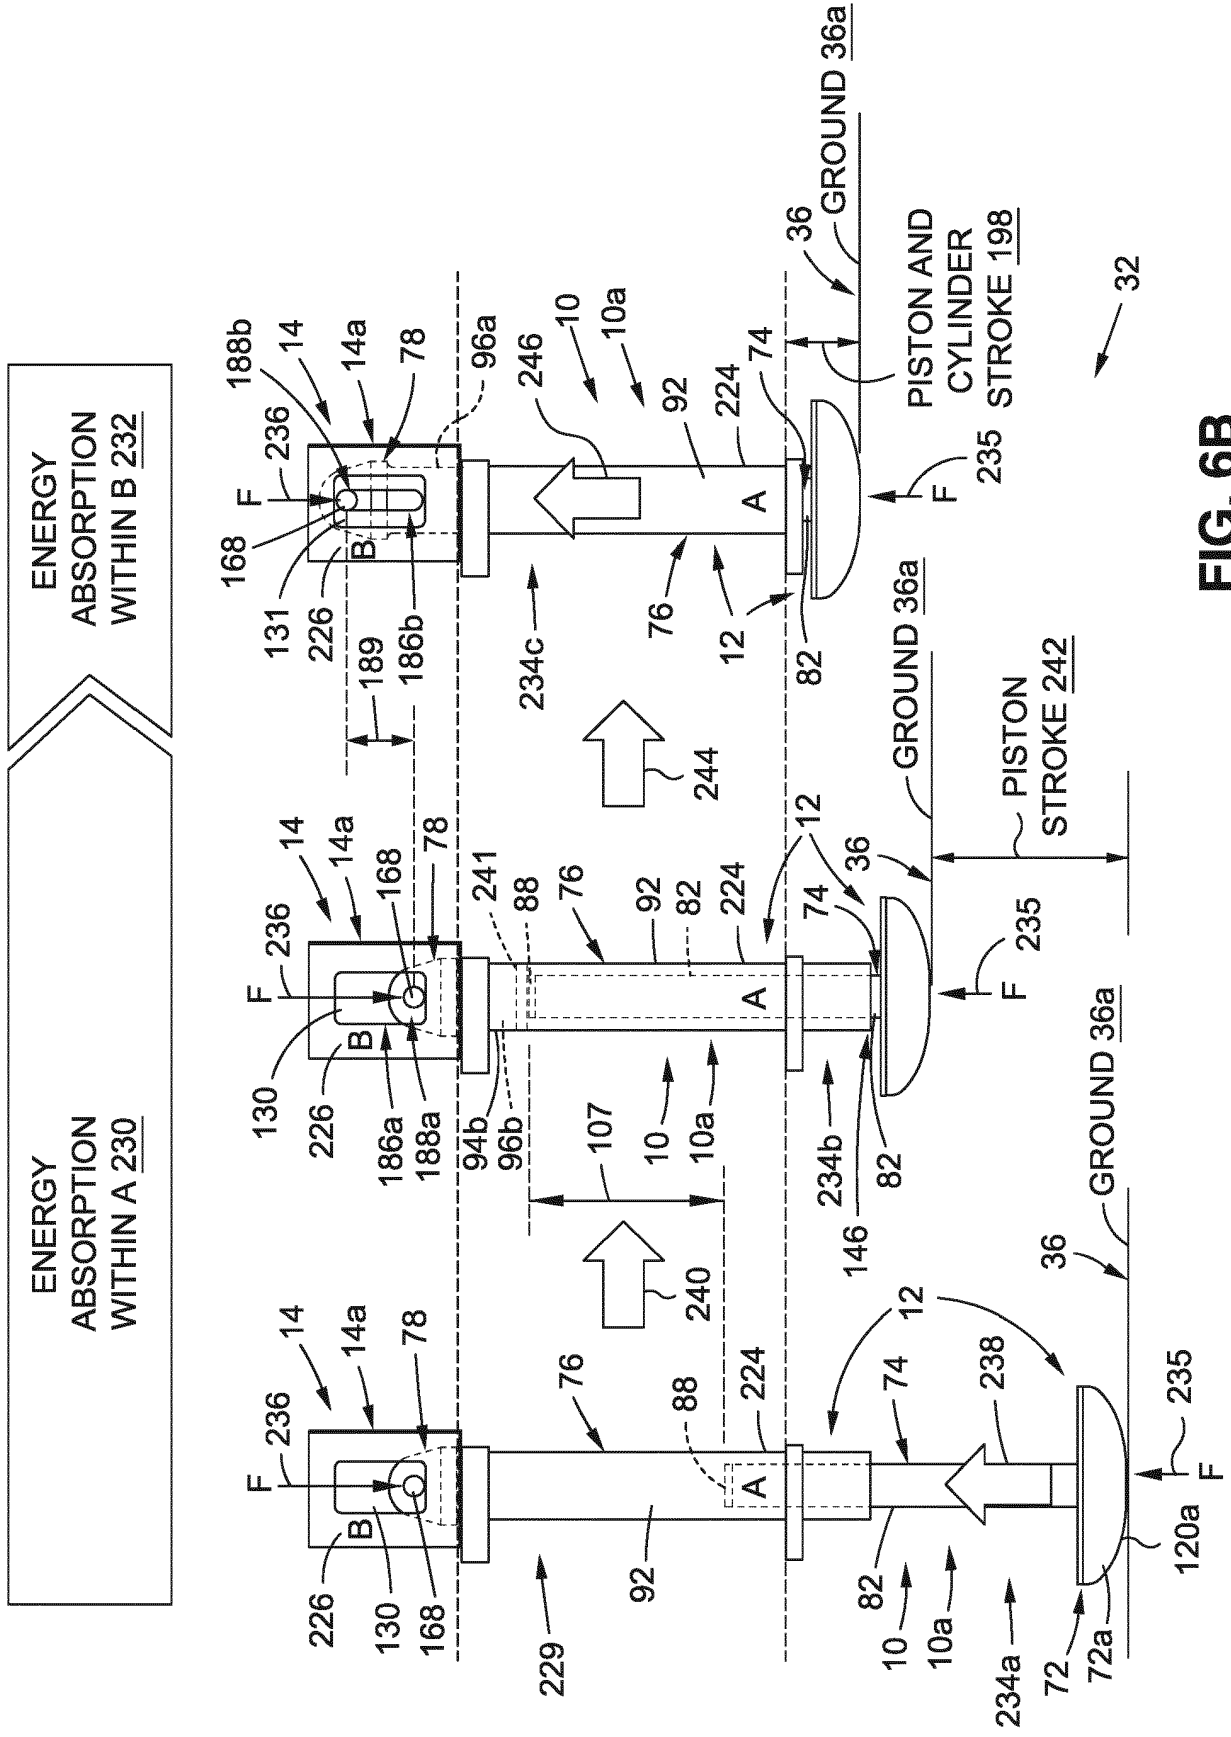 ENERGY
ABSORPTION
WITHIN A 230
ENERGY
ABSORPTION
WITHIN B 232
F
236
14
14a
226
B
130
78
168
229
76
92
88
224
A
12
82
74
238
10
10a
234a
72
72a
120a
36
GROUND 36a
235
F
240
107
F
236
14
14a
130
226
B
186a
188a
168
78
94b
96b
241
88
76
92
82
224
A
10
10a
12
234b
146
82
74
36
GROUND 36a
235
F
PISTON
STROKE 242
244
189
F
236
188b
14
14a
168
131
226
B
186b
78
96a
234c
246
10
10a
76
92
A
224
12
74
82
36
GROUND 36a
PISTON AND
CYLINDER
STROKE 198
235
F
32
FIG. 6B